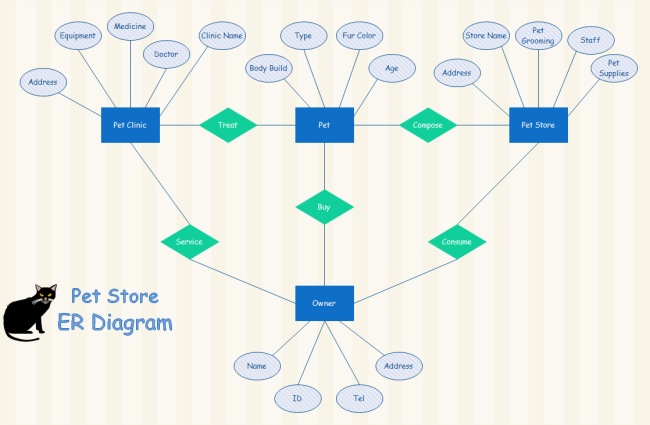 Medicine
Equipment
Doctor
Clinic Name
Address
Type
Fur Color
Body Build
Age
Store Name
Pet
Grooming
Staff
Address
Pet
Supplies
Pet Clinic
Treat
Pet
Compose
Pet Store
Buy
Service
Consume
Pet Store
ER Diagram
Owner
Name
Address
ID
Tel